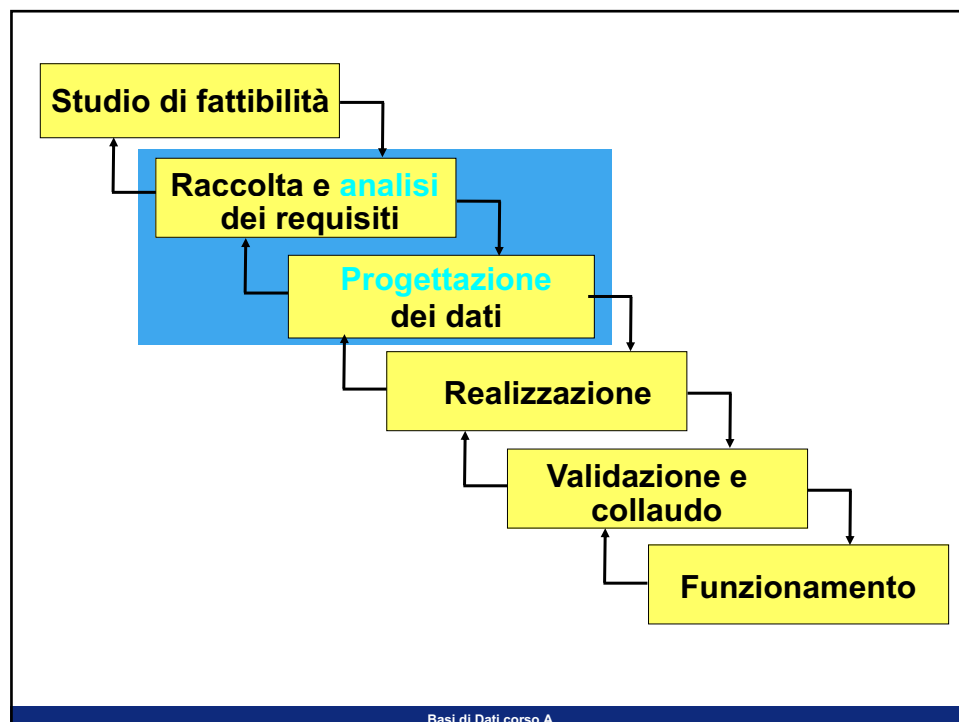 Studio di fattibilità
Raccolta e analisi
dei requisiti
Progettazione
dei dati
Realizzazione
Validazione e
collaudo
Funzionamento
Basi di Dati corso A